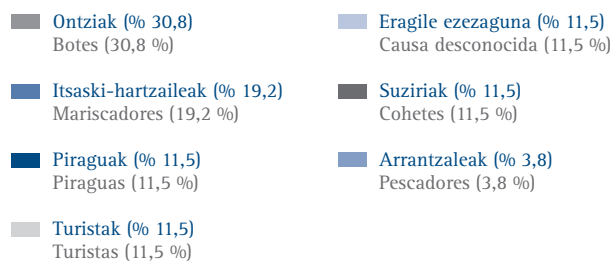 Ontziak (% 30,8)
Botes (30,8 %)
Itsaski-hartzaileak (% 19,2)
Mariscadores (19,2 %)
Piraguak (% 11,5)
Piraguas (11,5 %)
Turistak (% 11,5)
Turistas (11,5 %)
Eragile ezezaguna (% 11,5)
Causa desconocida (11,5 %)
Suziriak (% 11,5)
Cohetes (11,5 %)
Arrantzaleak (% 3,8)
Pescadores (3,8 %)